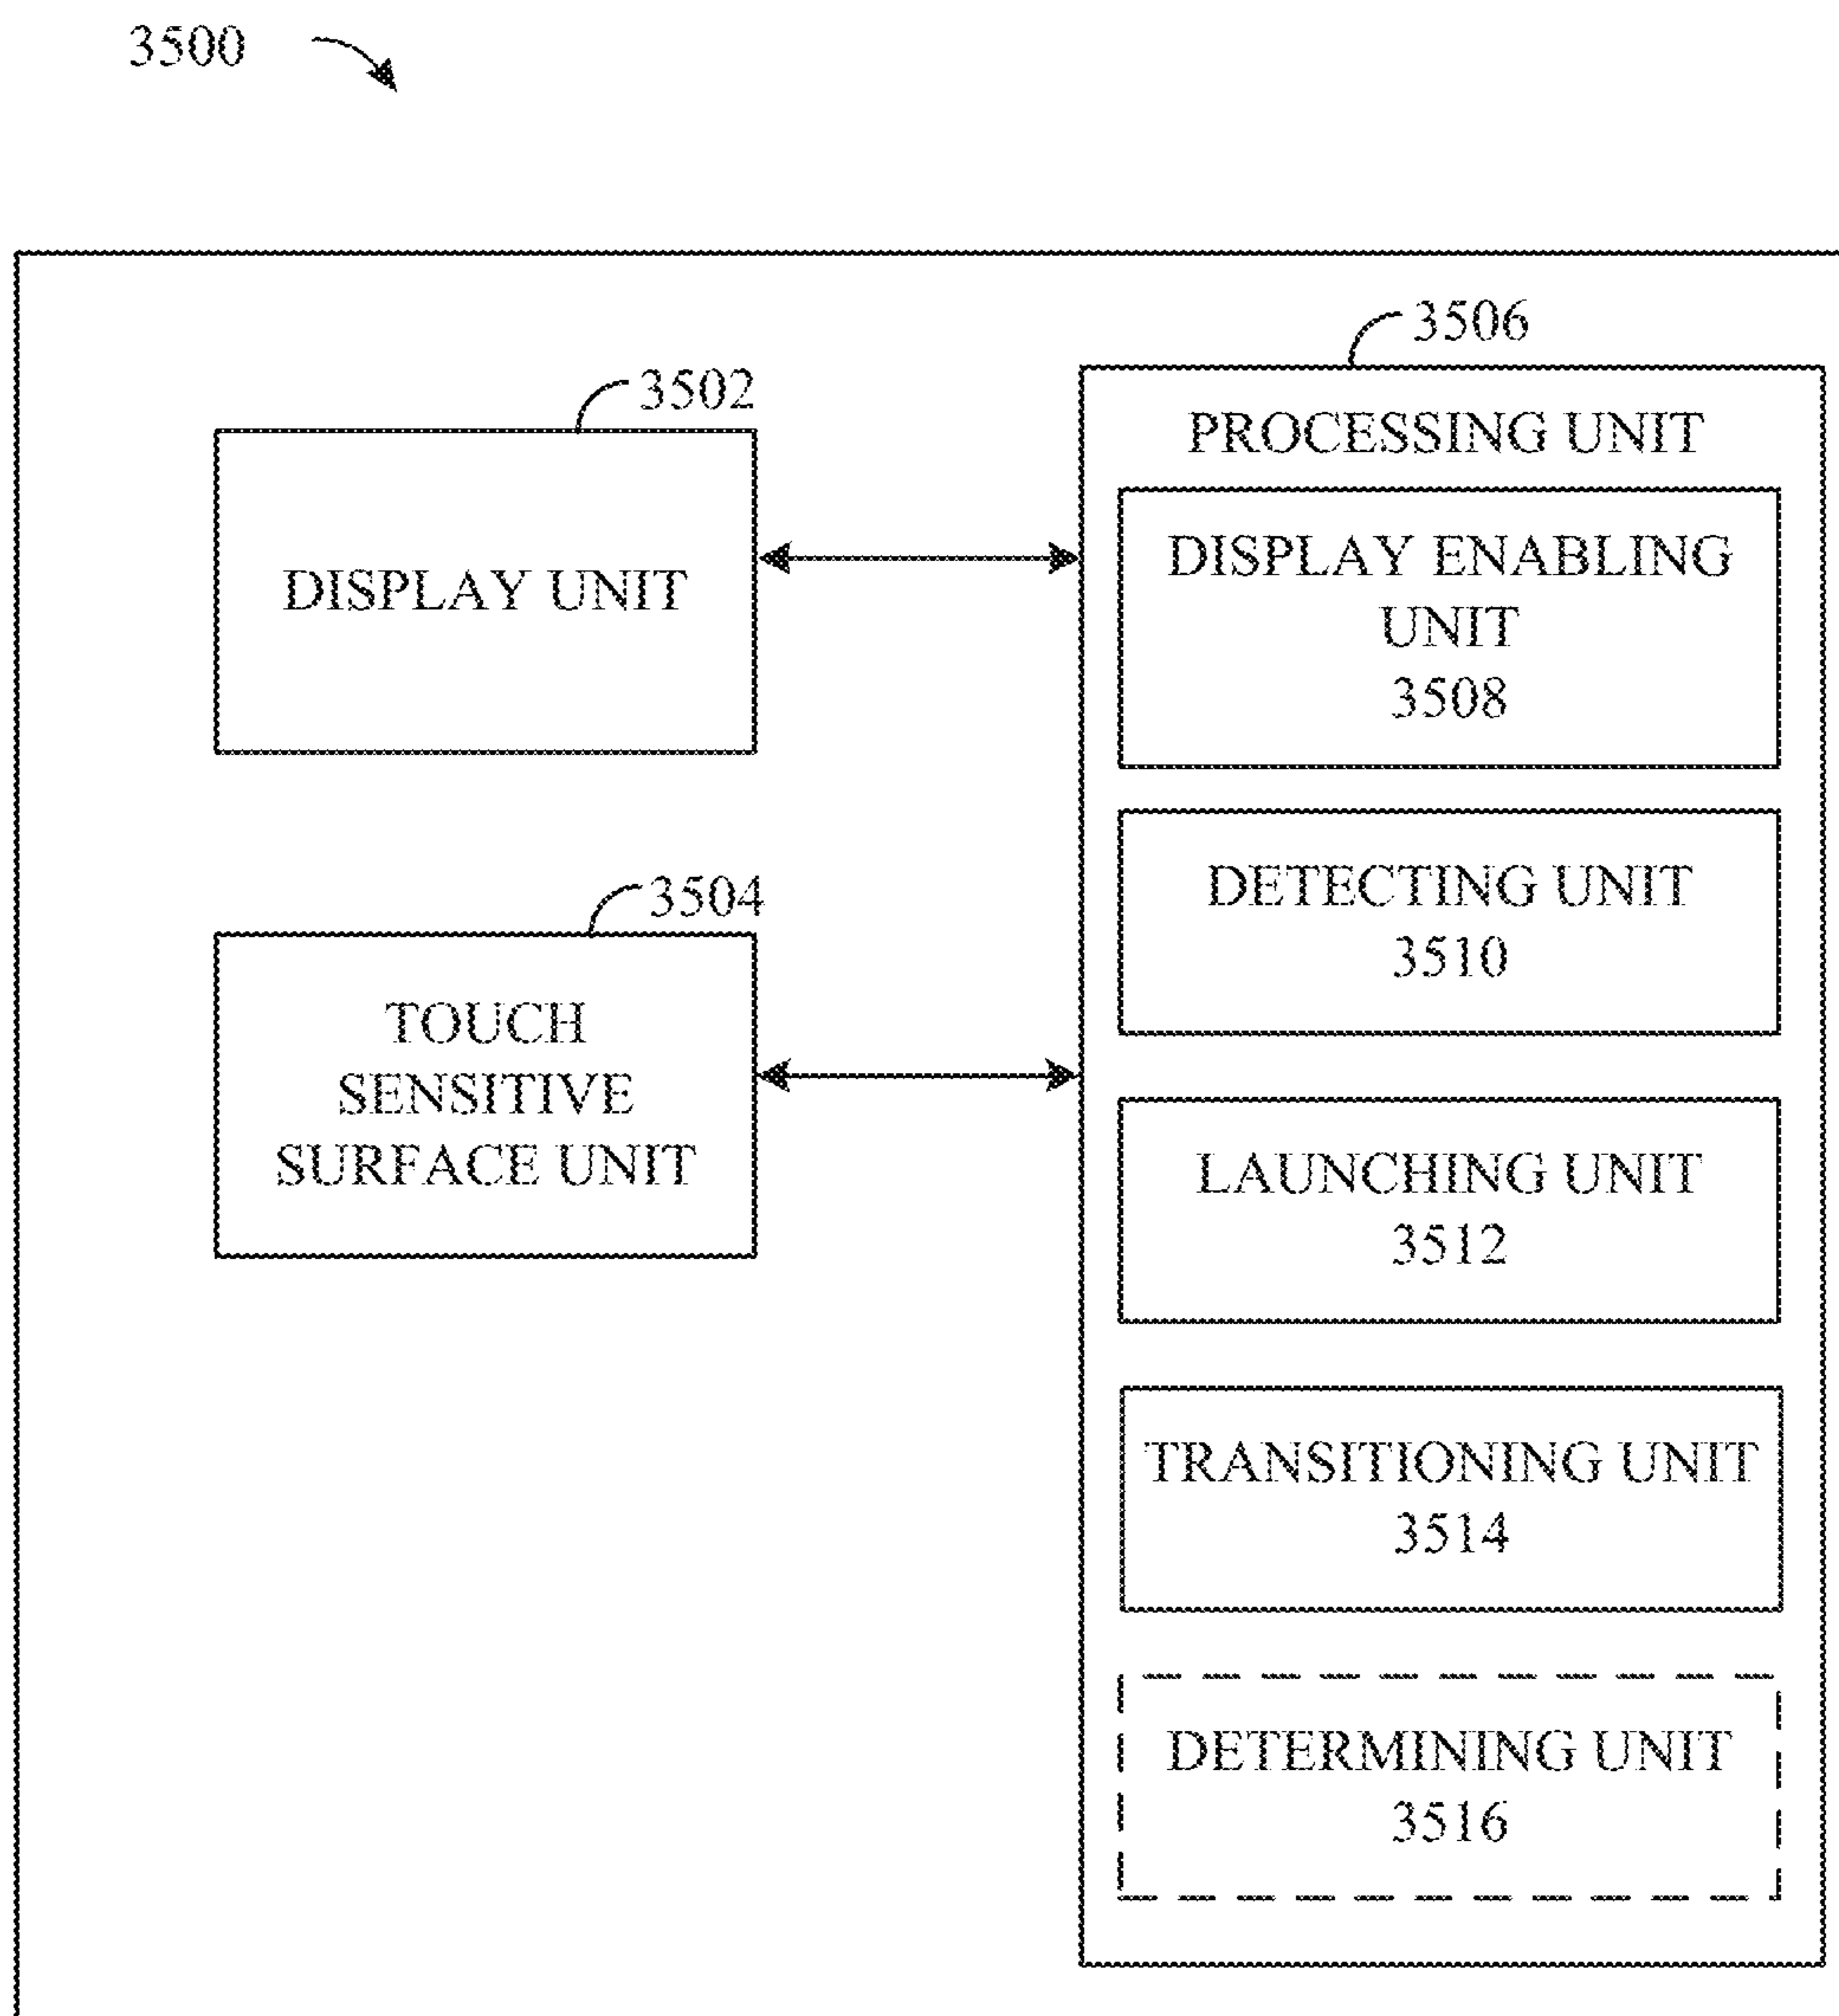 3500
3502
DISPLAY UNIT
3504
TOUCH
SENSITIVE
SURFACE UNIT
3506
PROCESSING UNIT
DISPLAY ENABLING
UNIT
3508
DETECTING UNIT
3510
LAUNCHING UNIT
3512
TRANSITIONING UNIT
3514
DETERMINING UNIT
3516